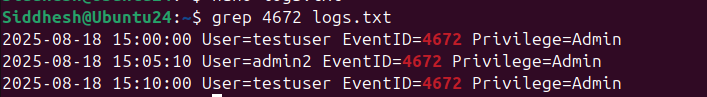 Siddhesh@Ubuntu24:~$ grep 4672 logs.txt
2025-08-18 15:00:00 User=testuser EventID=4672 Privilege=Admin
2025-08-18 15:05:10 User=admin2 EventID=4672 Privilege=Admin
2025-08-18 15:10:00 User=testuser EventID=4672 Privilege=Admin